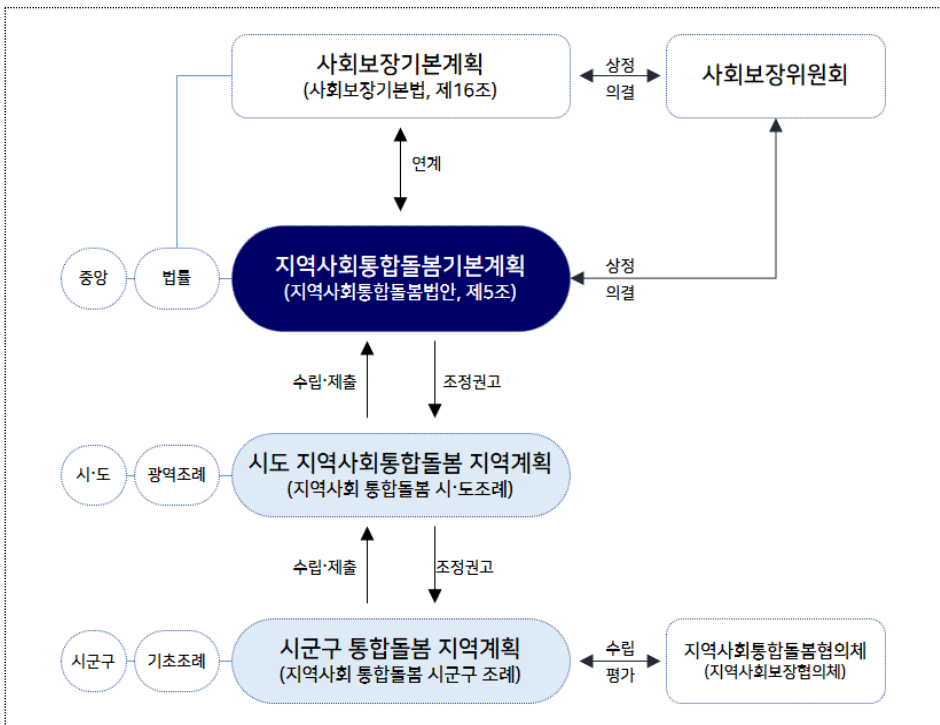 사회보장기본계획
(사회보장기본법, 제16조)
상정
의결
사회보장위원회
연계
중앙
법률
지역사회통합돌봄기본계획
(지역사회통합돌봄법안, 제5조)
상정
의결
수립·제출
조정권고
시·도
광역조례
시도 지역사회통합돌봄 지역계획
(지역사회 통합돌봄 시·도조례)
수립·제출
조정권고
시군구
기초조례
시군구 통합돌봄 지역계획
(지역사회 통합돌봄 시군구 조례)
수립
평가
지역사회통합돌봄협의체
(지역사회보장협의체)